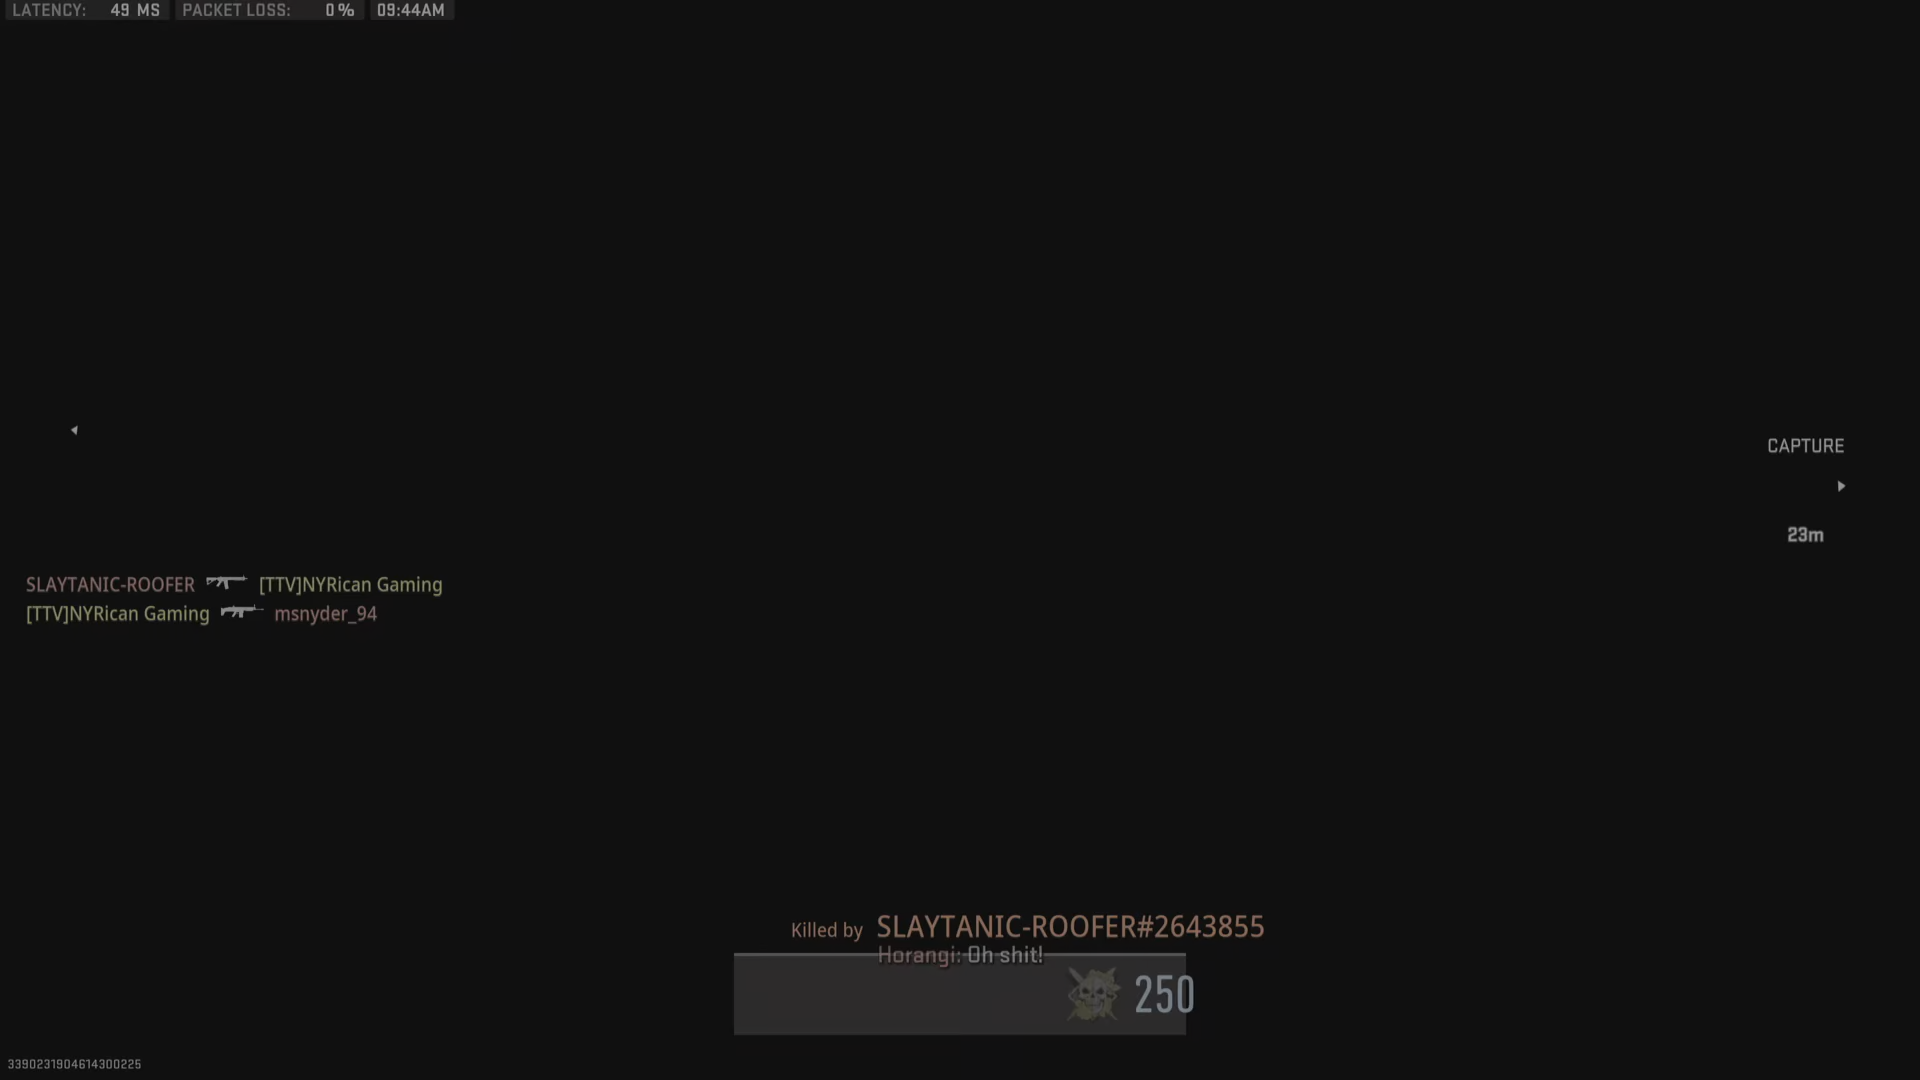 LATENCY: 49 MS PACKET LOSS: 0 % 09:44AM
CAPTURE
23m
SLAYTANIC-ROOFER [TTV]NYRican Gaming
[TTV]NYRican Gaming msnyder_94
Killed by SLAYTANIC-ROOFER#2643855
Horangi: Oh shit!
250
3390231904614300225